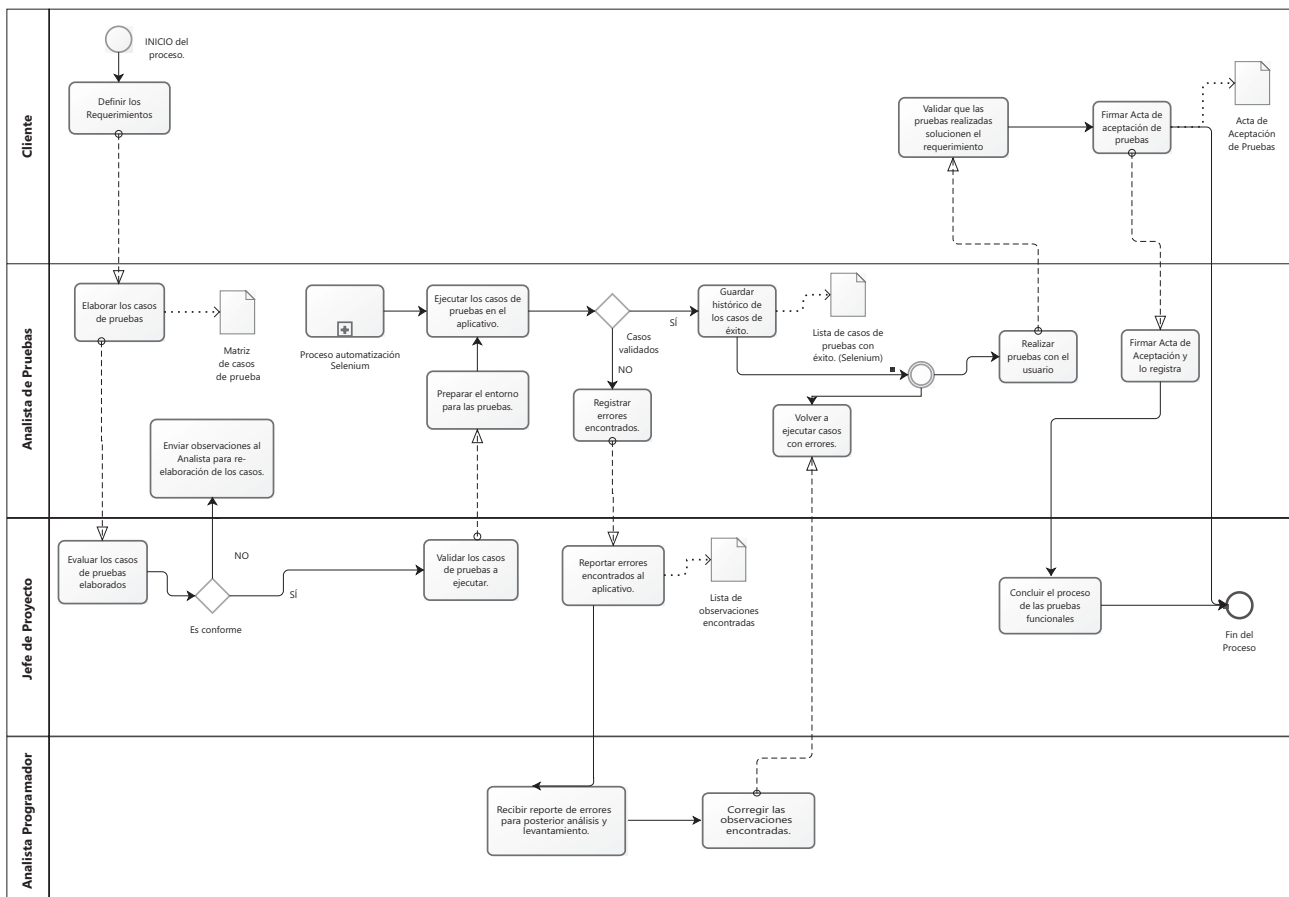 Cliente
INICIO del
proceso.
Definir los
Requerimientos
Validar que las
pruebas realizadas
solucionen el
requerimiento
Firmar Acta de
aceptación de
pruebas
Acta de
Aceptación
de Pruebas
Analista de Pruebas
Elaborar los casos
de pruebas
Matriz
de casos
de prueba
Proceso automatización
Selenium
Ejecutar los casos de
pruebas en el
aplicativo.
Preparar el entorno
para las pruebas.
Casos
validados
SÍ
NO
Guardar
histórico de
los casos de
éxito.
Lista de casos de
pruebas con
éxito. (Selenium)
Registrar
errores
encontrados.
Volver a
ejecutar casos
con errores.
Realizar
pruebas con el
usuario
Firmar Acta de
Aceptación y
lo registra
Enviar observaciones al
Analista para re-
elaboración de los casos.
Jefe de Proyecto
Evaluar los casos
de pruebas
elaborados
NO
SÍ
Es conforme
Validar los casos
de pruebas a
ejecutar.
Reportar errores
encontrados al
aplicativo.
Lista de
observaciones
encontradas
Concluir el proceso
de las pruebas
funcionales
Fin del
Proceso
Analista Programador
Recibir reporte de errores
para posterior análisis y
levantamiento.
Corregir las
observaciones
encontradas.